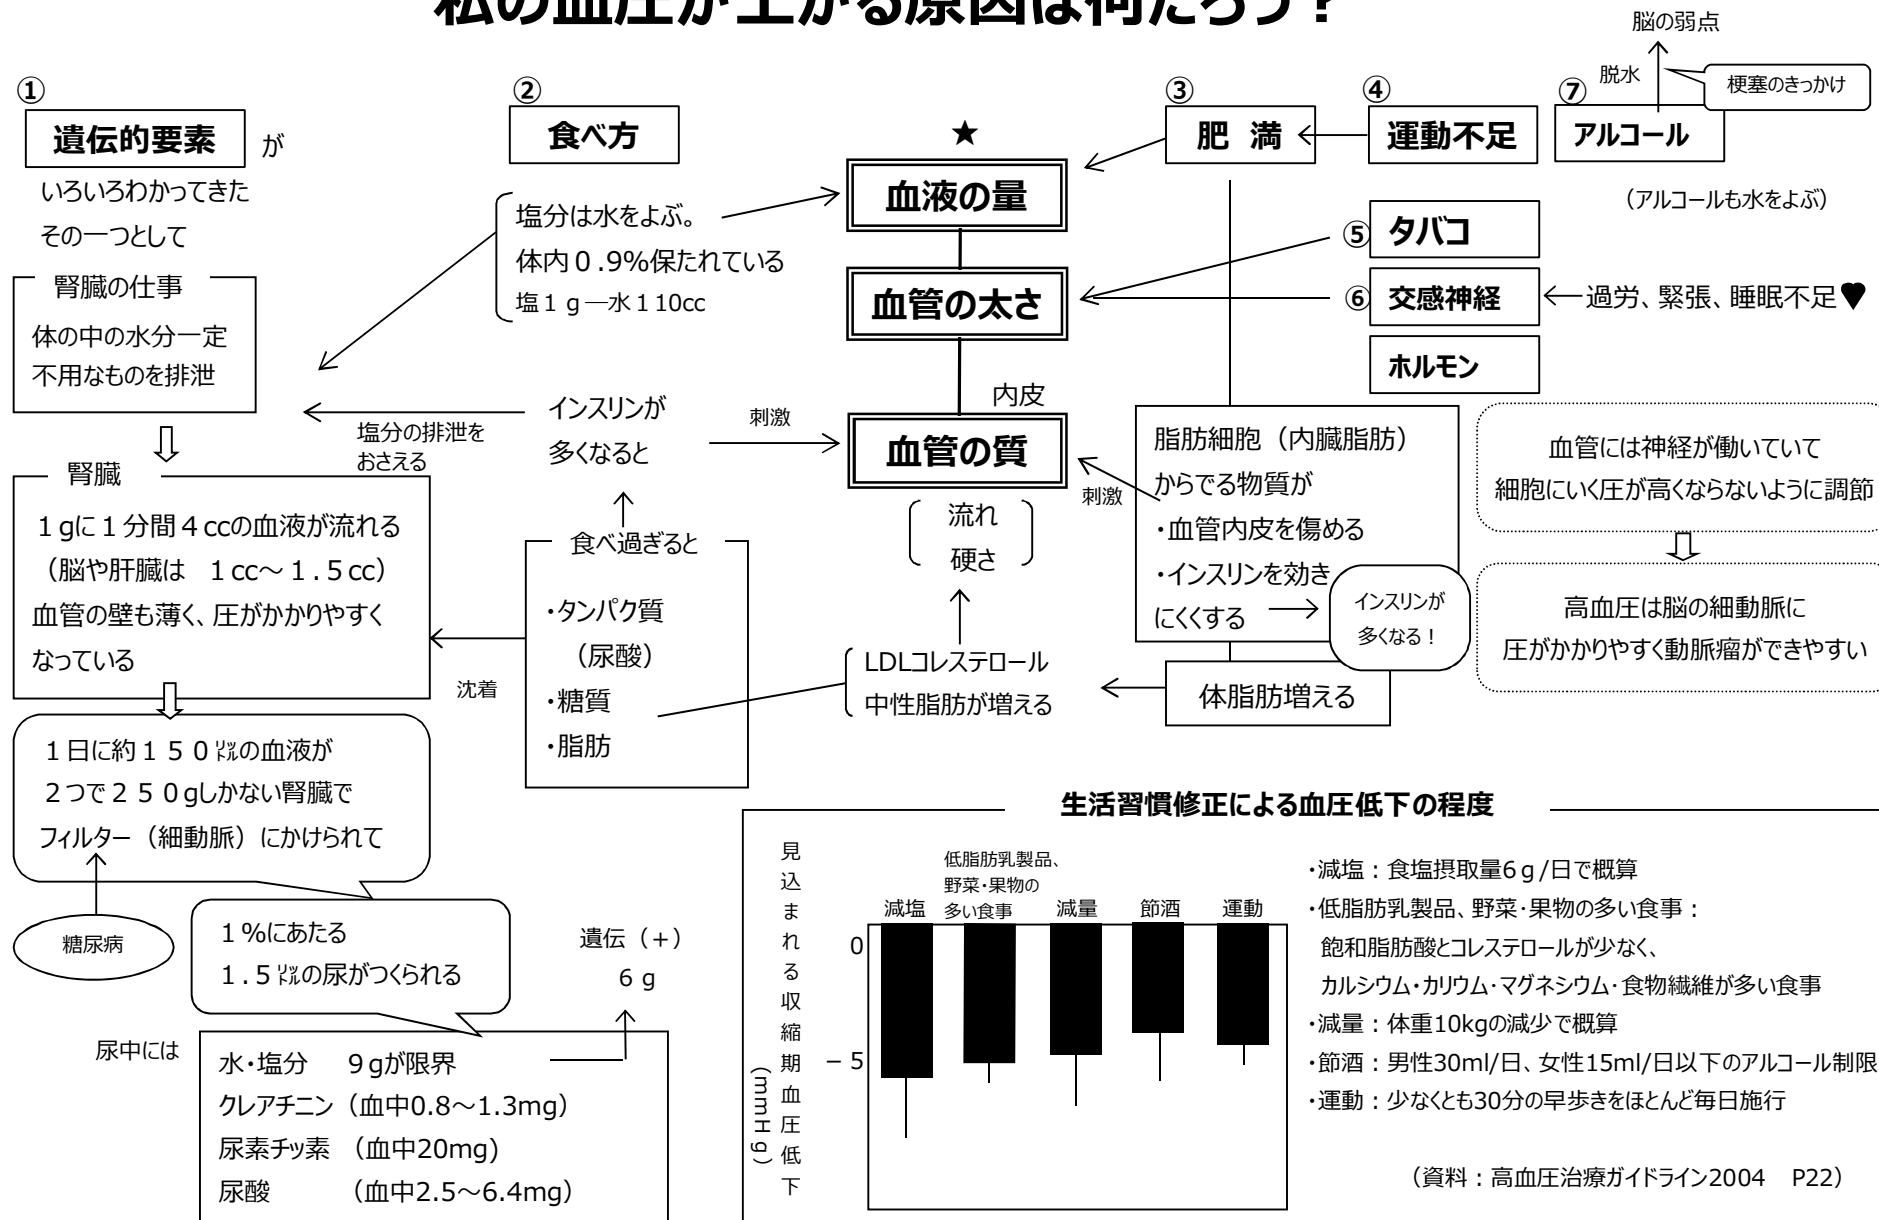 私の血圧が上がる原因は何だろう？
①
遺伝的要素
が
いろいろわかってきた
その一つとして
腎臓の仕事
体の中の水分一定
不用なものを排泄
腎臓
１gに１分間４ccの血液が流れる
（脳や肝臓は　１cc～１.５cc）
血管の壁も薄く、圧がかかりやすく
なっている
１日に約１５０㍑の血液が
２つで２５０gしかない腎臓で
フィルター（細動脈）にかけられて
糖尿病
１％にあたる
１.５㍑の尿がつくられる
尿中には
水・塩分　９gが限界
クレアチニン（血中0.8～1.3mg）
尿素チッ素　（血中20mg)
尿酸　（血中2.5～6.4mg）
遺伝（＋）
６ｇ
②
食べ方
塩分は水をよぶ。
体内０.９％保たれている
塩１ｇ―水１10cc
インスリンが
多くなると
塩分の排泄を
おさえる
刺激
食べ過ぎると
・タンパク質
（尿酸）
・糖質
・脂肪
沈着
★
血液の量
血管の太さ
内皮
血管の質
流れ
硬さ
LDLコレステロール
中性脂肪が増える
③
肥　満
④
運動不足
⑦
アルコール
脳の弱点
脱水
梗塞のきっかけ
（アルコールも水をよぶ）
⑤
タバコ
⑥
交感神経
過労、緊張、睡眠不足♥
ホルモン
脂肪細胞（内臓脂肪）
からでる物質が
・血管内皮を傷める
・インスリンを効き
にくくする
刺激
インスリンが
多くなる！
体脂肪増える
血管には神経が働いていて
細胞にいく圧が高くならないように調節
高血圧は脳の細動脈に
圧がかかりやすく動脈瘤ができやすい
生活習慣修正による血圧低下の程度
見込まれる収縮期血圧低下
（mmHg）
減塩
低脂肪乳製品、
野菜・果物の
多い食事
減量
節酒
運動
0
－５
・減塩：食塩摂取量6ｇ/日で概算
・低脂肪乳製品、野菜・果物の多い食事：
飽和脂肪酸とコレステロールが少なく、
カルシウム・カリウム・マグネシウム・食物繊維が多い食事
・減量：体重10kgの減少で概算
・節酒：男性30ml/日、女性15ml/日以下のアルコール制限
・運動：少なくとも30分の早歩きをほとんど毎日施行
（資料：高血圧治療ガイドライン2004　P22）